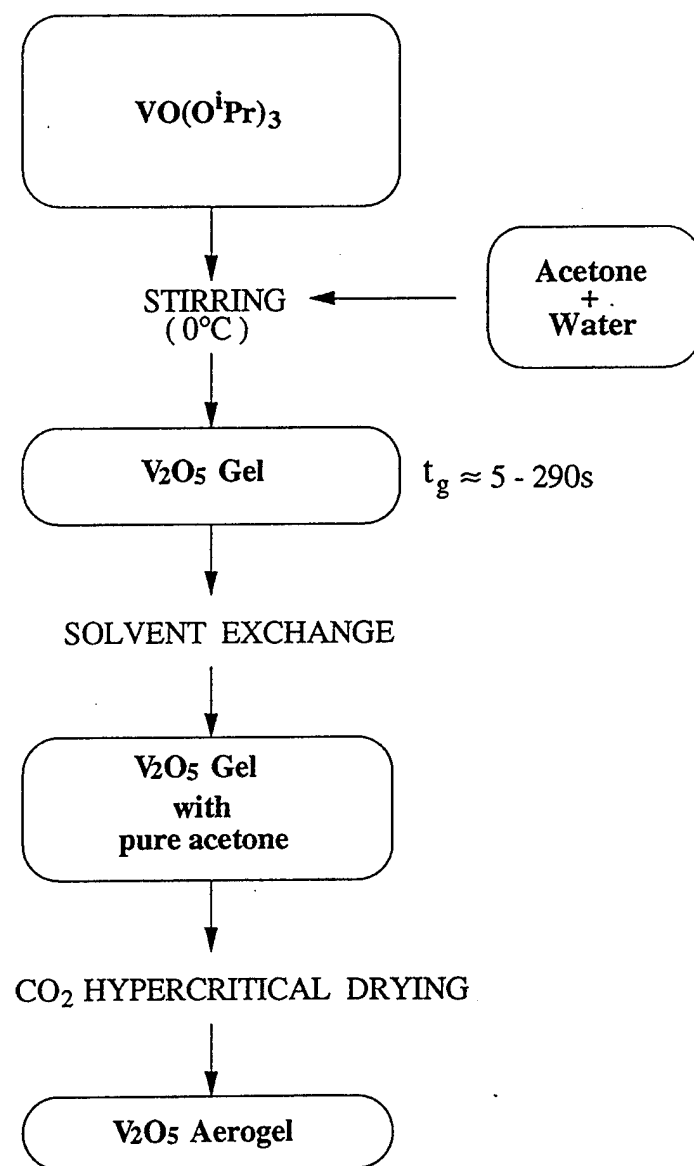 VO(OⁱPr)₃
STIRRING
( 0°C )
Acetone
+
Water
V₂O₅ Gel
t_g ≈ 5 - 290s
SOLVENT EXCHANGE
V₂O₅ Gel
with
pure acetone
CO₂ HYPERCRITICAL DRYING
V₂O₅ Aerogel